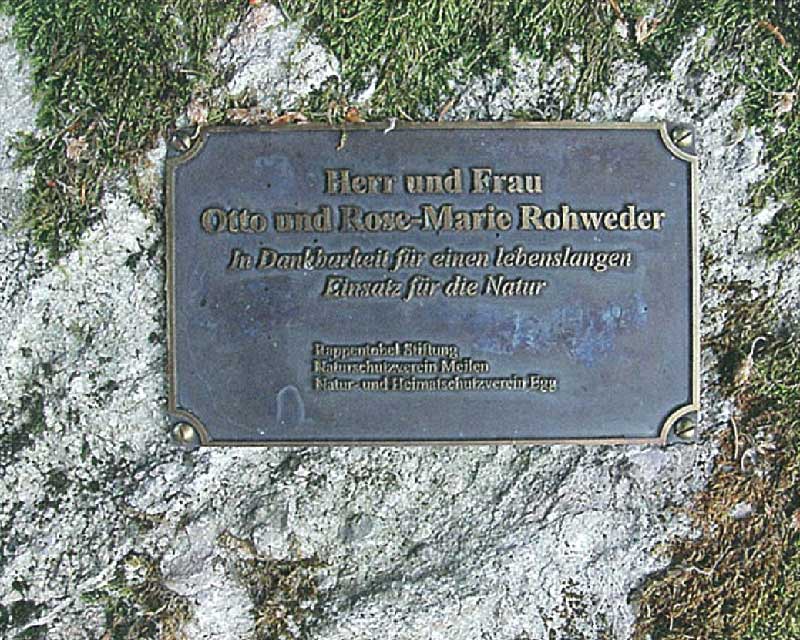 Herr und Frau
Otto und Rose-Marie Rohweder
In Dankbarkeit für einen lebenslangen
Einsatz für die Natur
Rappentobel Stiftung
Naturschutzverein Meilen
Natur- und Heimatschutzverein Egg